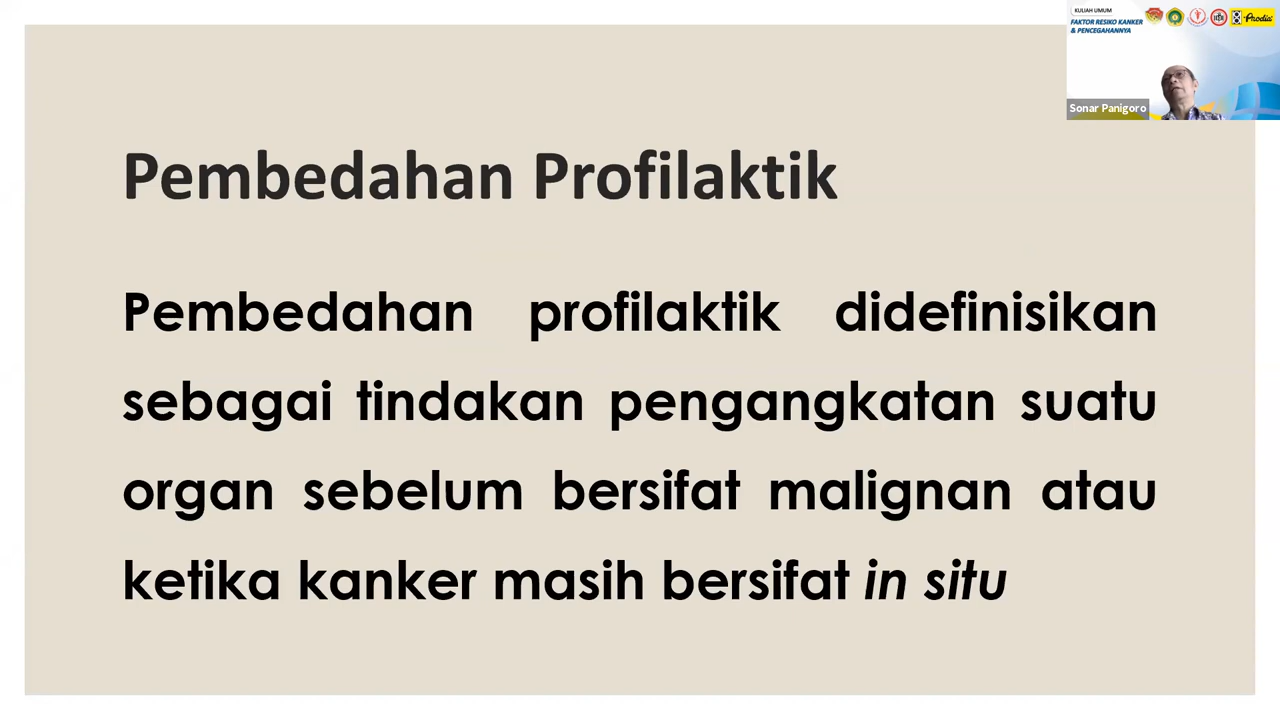 KULIAH UMUM
FAKTOR RESIKO KANKER
& PENCEGAHANNYA
Prodia
Sonar Panigoro
Pembedahan Profilaktik
Pembedahan profilaktik didefinisikan
sebagai tindakan pengangkatan suatu
organ sebelum bersifat malignan atau
ketika kanker masih bersifat in situ